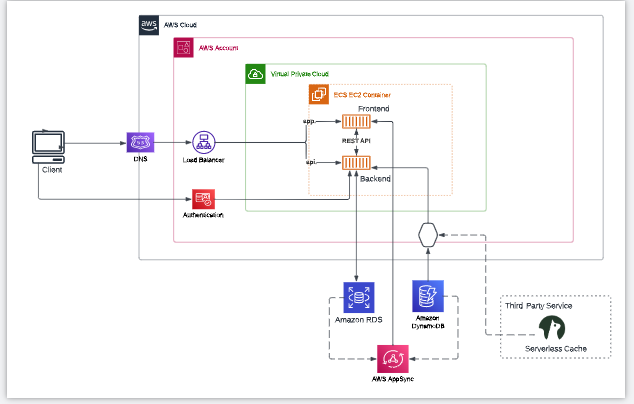 aws
AWS Cloud
AWS Account
Virtual Private Cloud
ECS EC2 Container
Frontend
app.
REST API
api.
Backend
Client
DNS
Load Balancer
Authentication
Amazon RDS
Amazon
DynamoDB
AWS AppSync
Third Party Service
Serverless Cache